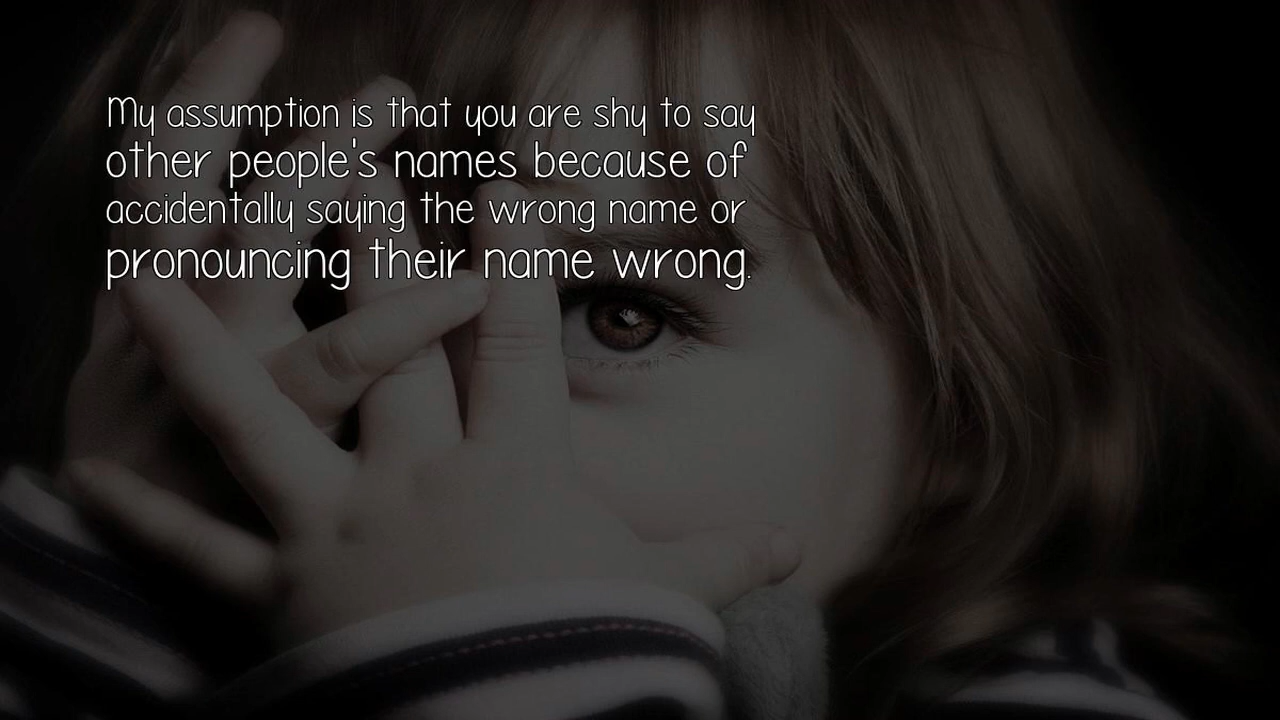 My assumption is that you are shy to say
other people's names because of
accidentally saying the wrong name or
pronouncing their name wrong.